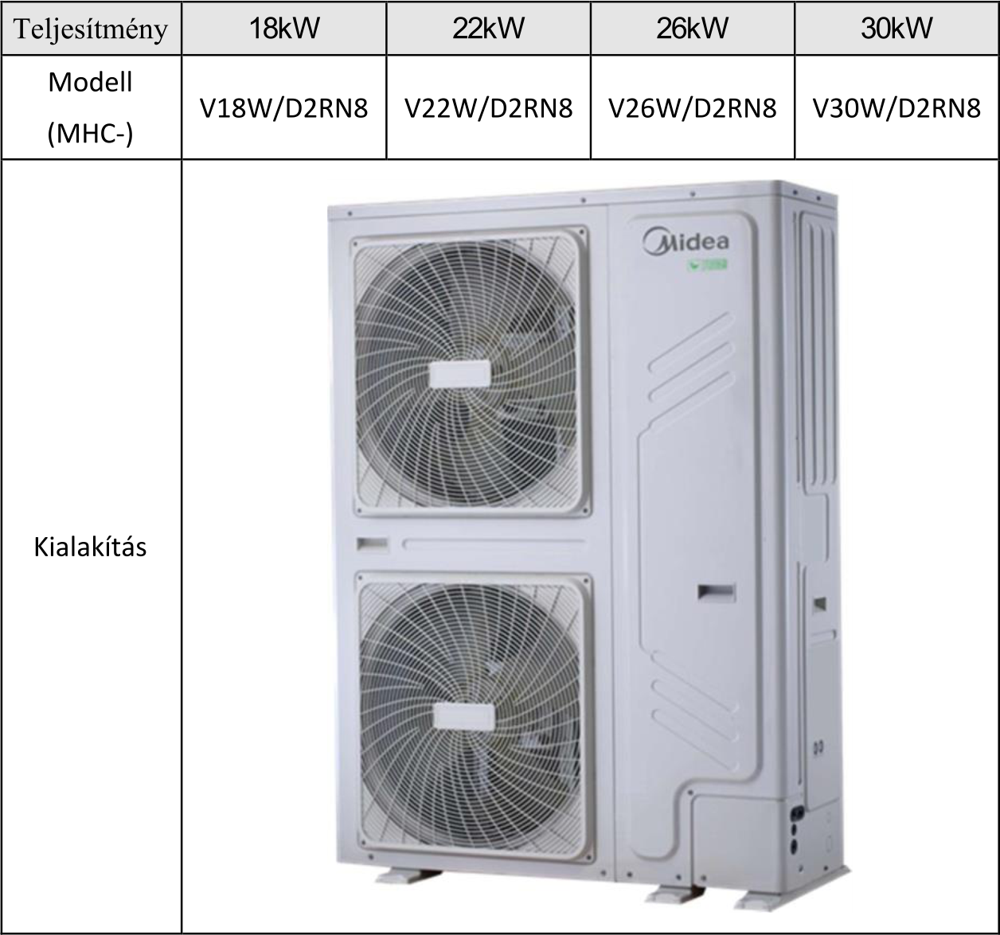 Teljesítmény 18kW 22kW 26kW 30kW
Modell
(MHC-) V18W/D2RN8 V22W/D2RN8 V26W/D2RN8 V30W/D2RN8
Midea
Kialakítás